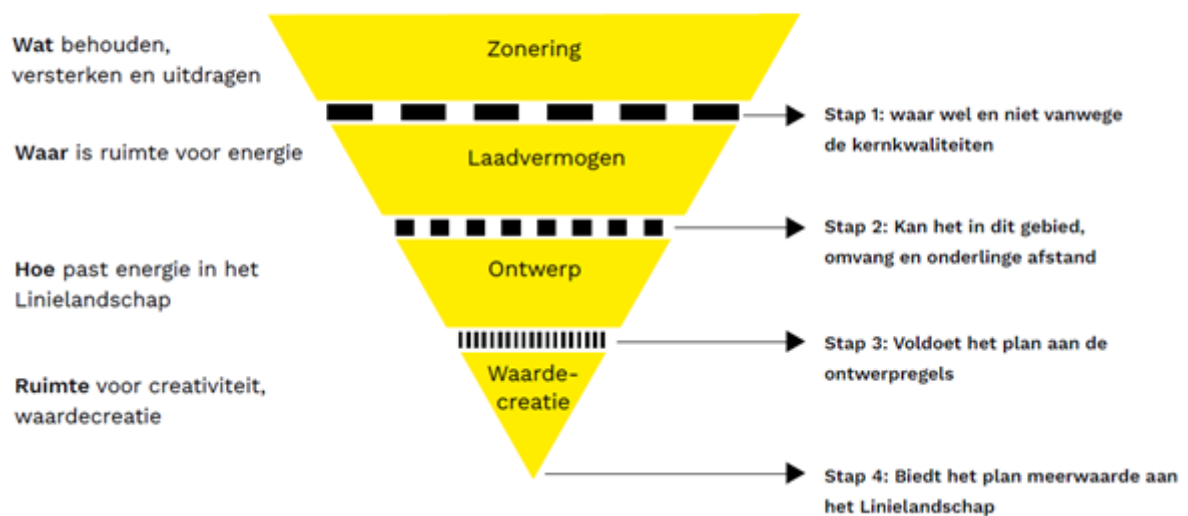 Wat behouden,
versterken en uitdragen
Zonering
Stap 1: waar wel en niet vanwege
de kernkwaliteiten
Waar is ruimte voor energie
Laadvermogen
Stap 2: Kan het in dit gebied,
omvang en onderlinge afstand
Hoe past energie in het
Linielandschap
Ontwerp
Stap 3: Voldoet het plan aan de
ontwerpregels
Ruimte voor creativiteit,
waardecreatie
Waarde-
creatie
Stap 4: Biedt het plan meerwaarde aan
het Linielandschap